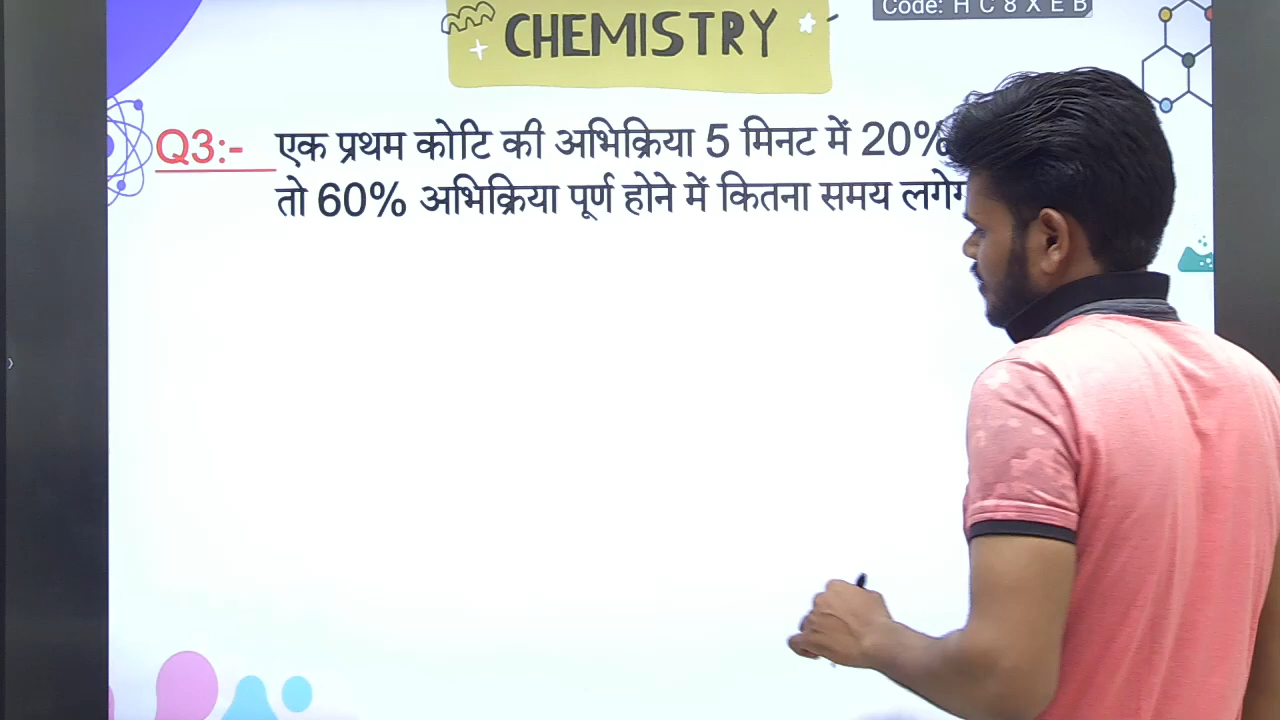 CHEMISTRY
Code: H C 8 X E B
Q3:- एक प्रथम कोटि की अभिक्रिया 5 मिनट में 20%
तो 60% अभिक्रिया पूर्ण होने में कितना समय